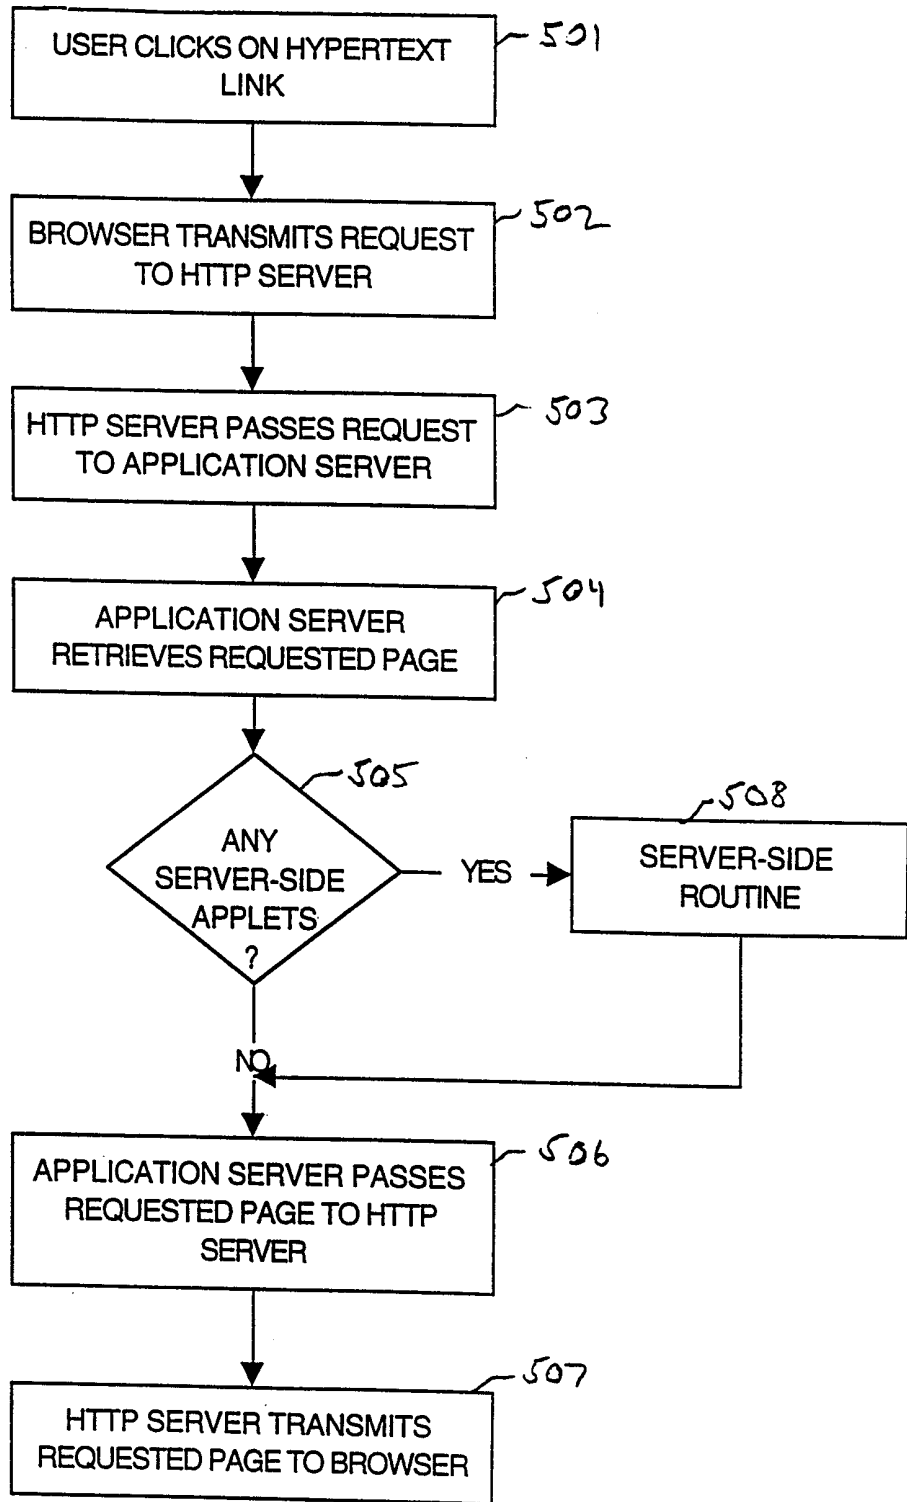 USER CLICKS ON HYPERTEXT
LINK
501
BROWSER TRANSMITS REQUEST
TO HTTP SERVER
502
HTTP SERVER PASSES REQUEST
TO APPLICATION SERVER
503
APPLICATION SERVER
RETRIEVES REQUESTED PAGE
504
505
ANY
SERVER-SIDE
APPLETS
?
YES
508
SERVER-SIDE
ROUTINE
NO
APPLICATION SERVER PASSES
REQUESTED PAGE TO HTTP
SERVER
506
HTTP SERVER TRANSMITS
REQUESTED PAGE TO BROWSER
507